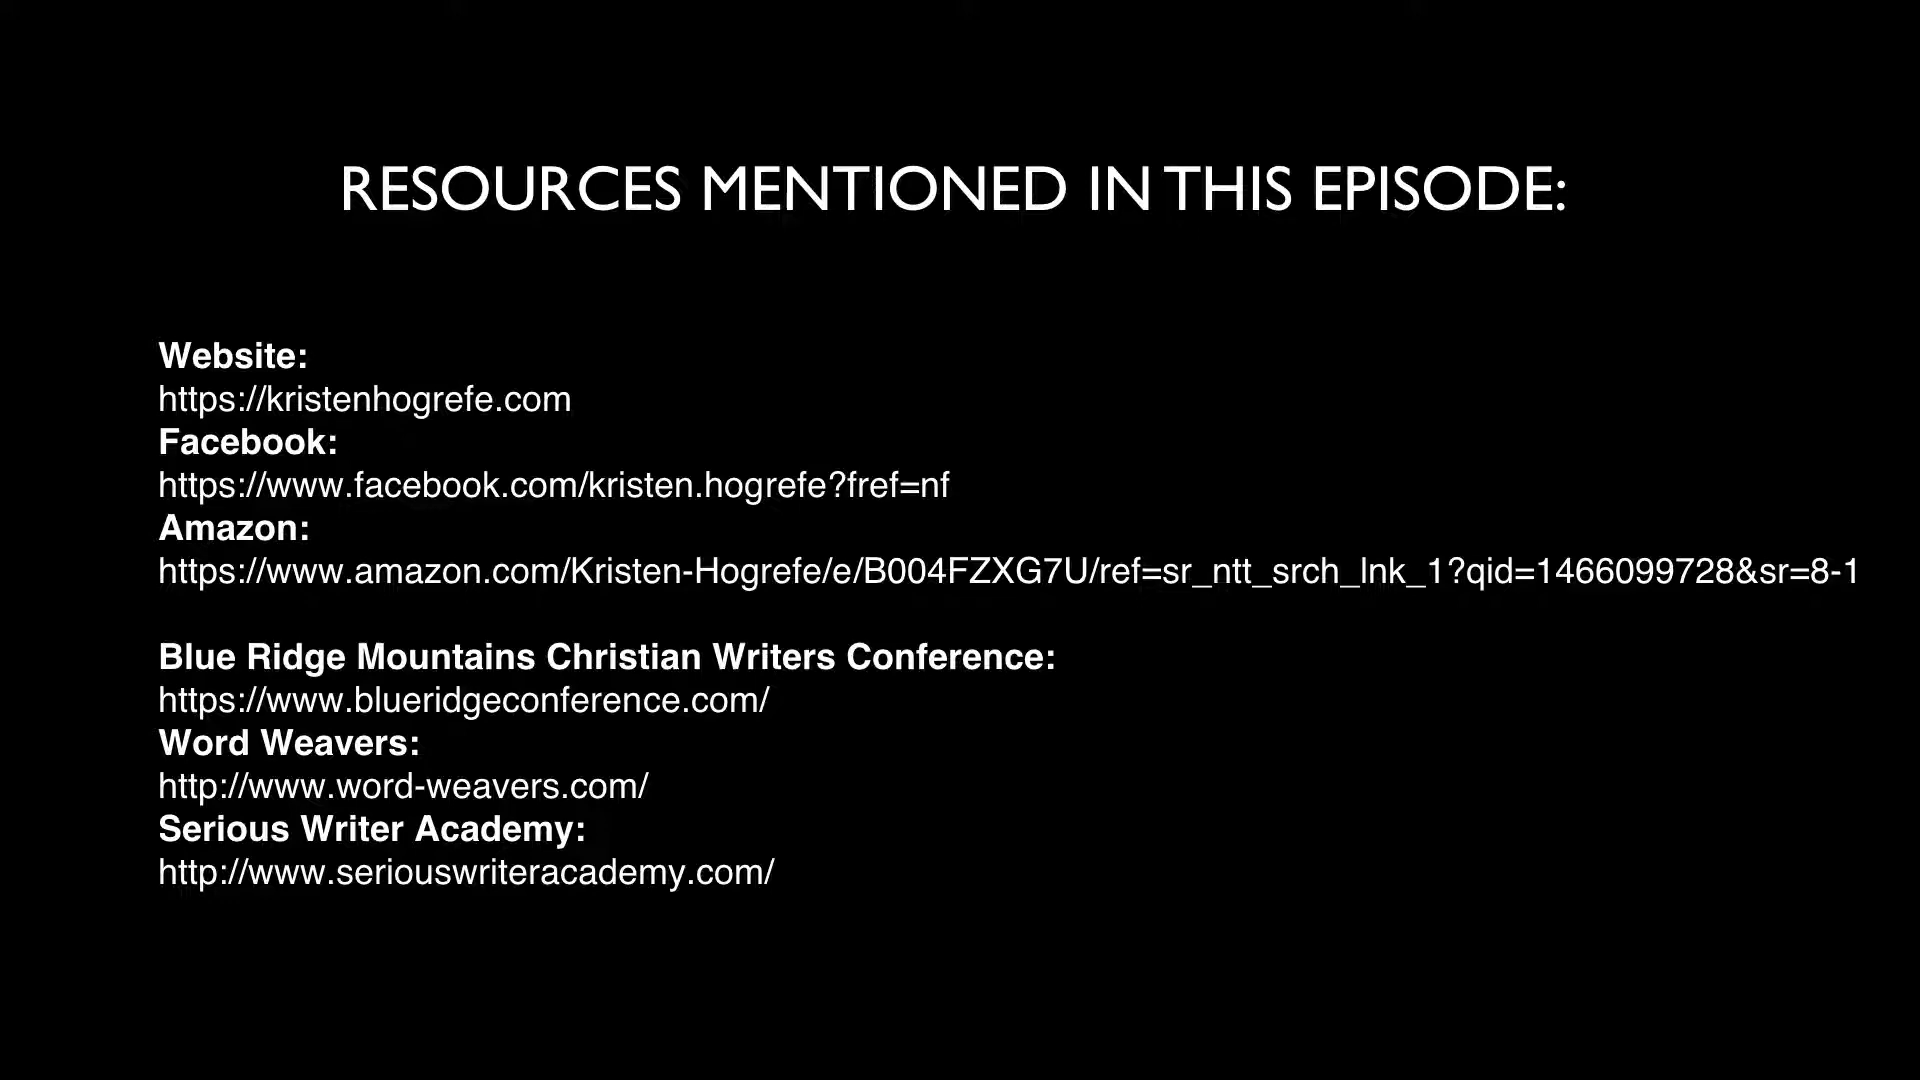 RESOURCES MENTIONED IN THIS EPISODE:
Website:
https://kristenhogrefe.com
Facebook:
https://www.facebook.com/kristen.hogrefe?fref=nf
Amazon:
https://www.amazon.com/Kristen-Hogrefe/e/B004FZXG7U/ref=sr_ntt_srch_lnk_1?qid=1466099728&sr=8-1
Blue Ridge Mountains Christian Writers Conference:
https://www.blueridgeconference.com/
Word Weavers:
http://www.word-weavers.com/
Serious Writer Academy:
http://www.seriouswriteracademy.com/